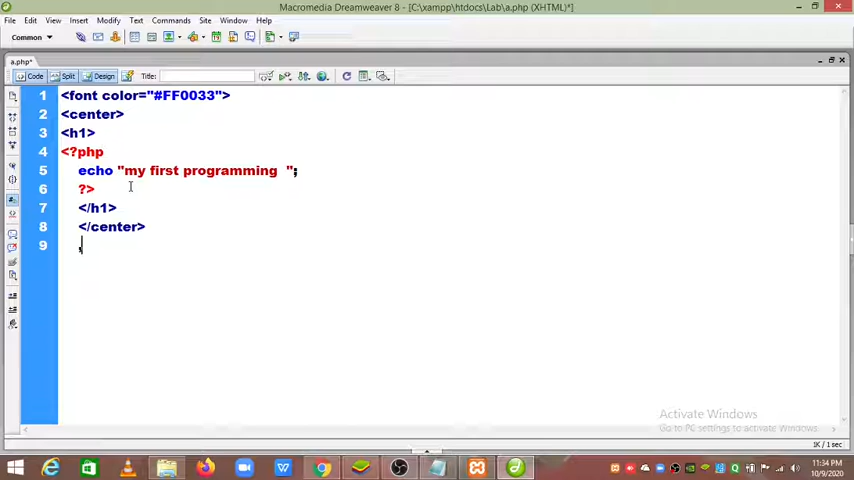 Macromedia Dreamweaver 8 - [C:\xampp\htdocs\Lab\a.php (XHTML)*]
File Edit View Insert Modify Text Commands Site Window Help
Common
a.php*
Code Split Design Title:
1 <font color="#FF0033">
2 <center>
3 <h1>
4 <?php
5 echo "my first programming  ";
6 ?>
7 </h1>
8 </center>
9 ,
Activate Windows
Go to PC settings to activate Windows.
1K / 1 sec
11:34 PM
10/9/2020